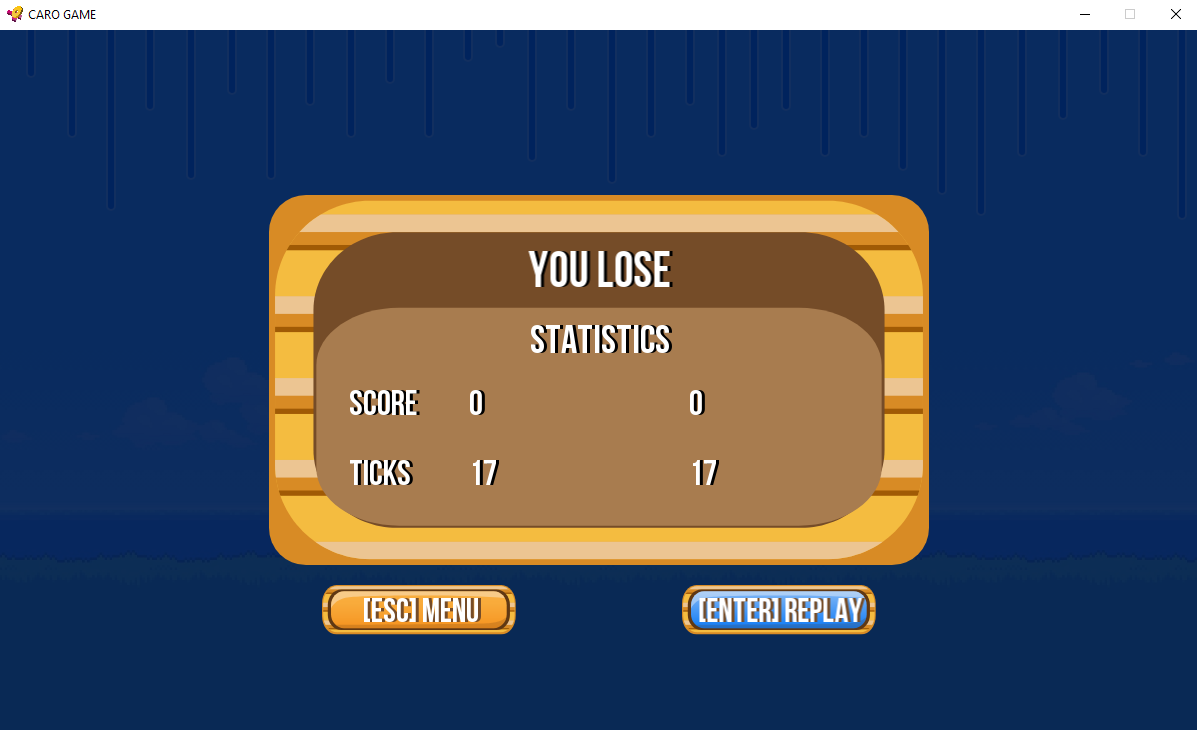 CARO GAME
YOU LOSE
STATISTICS
SCORE 0 0
TICKS 17 17
[ESC] MENU [ENTER] REPLAY